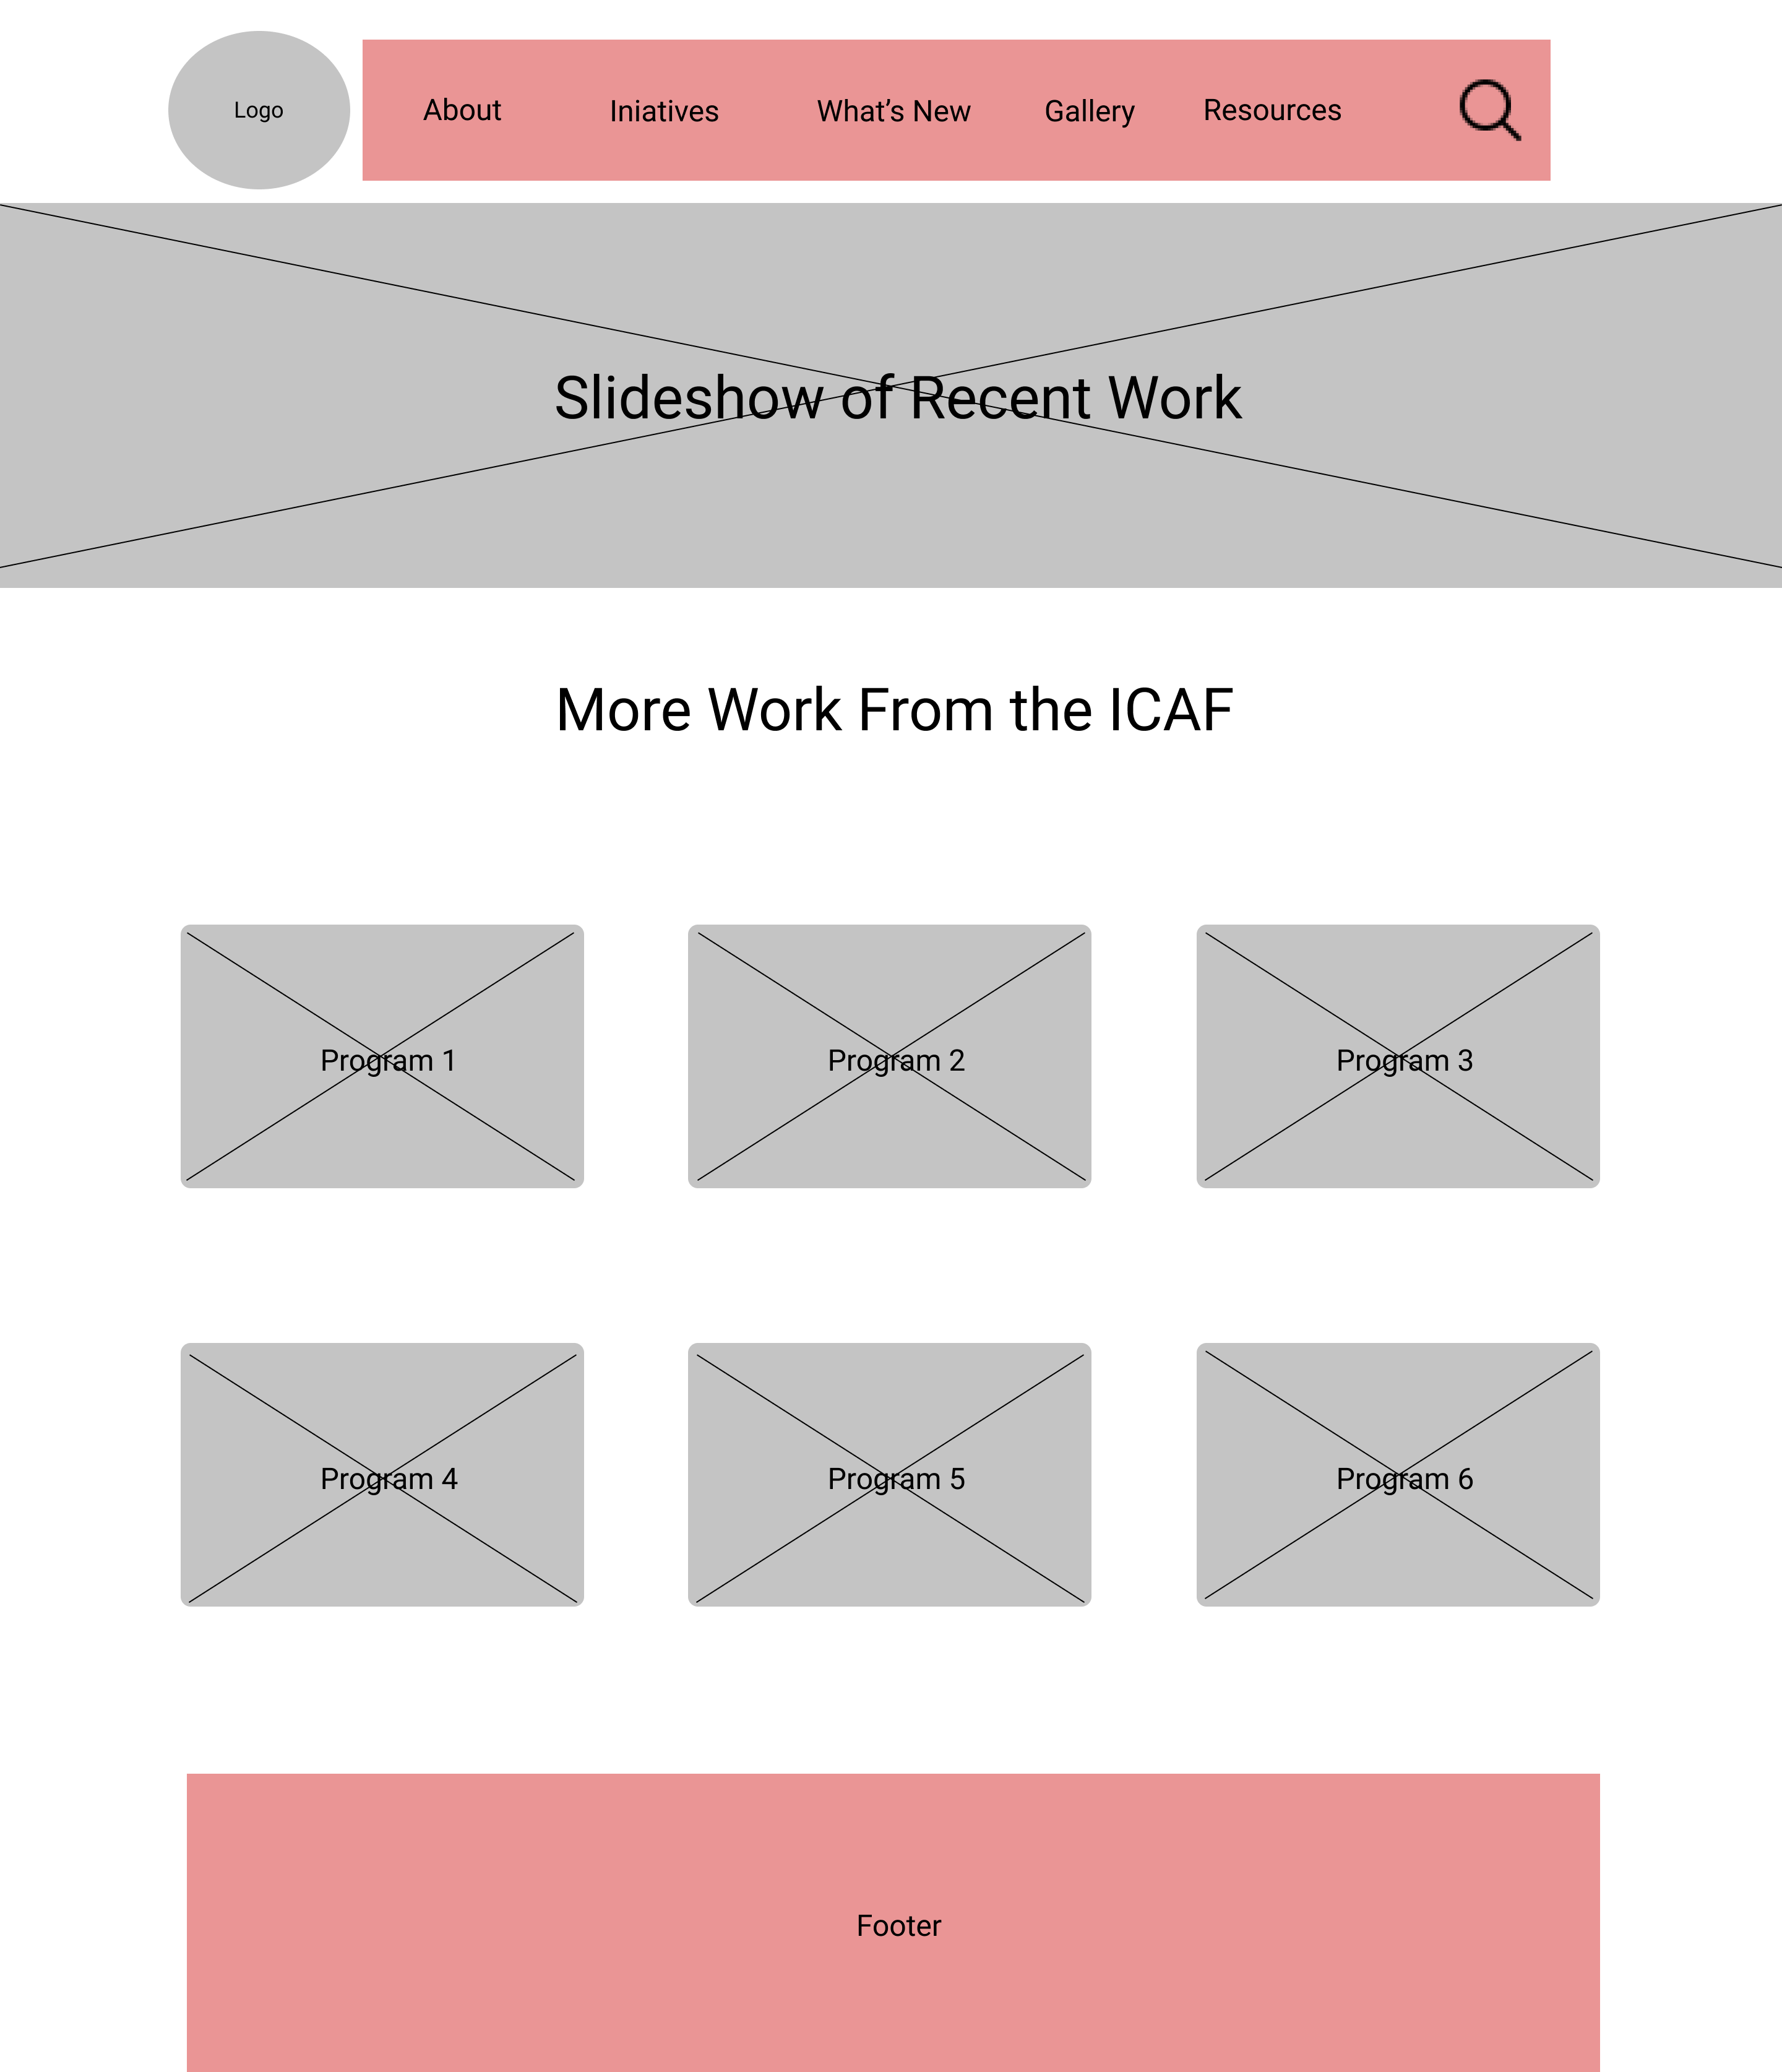 Logo
About
Iniatives
What’s New
Gallery
Resources
Slideshow of Recent Work
More Work From the ICAF
Program 1
Program 2
Program 3
Program 4
Program 5
Program 6
Footer